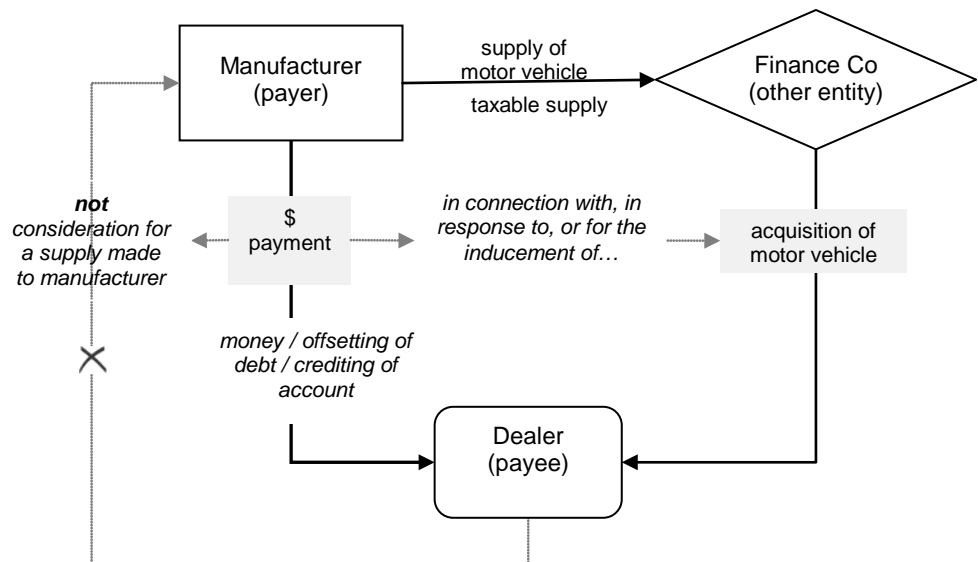 Manufacturer
(payer)
supply of
motor vehicle
taxable supply
Finance Co
(other entity)
not
consideration for
a supply made
to manufacturer
$
payment
in connection with, in
response to, or for the
inducement of…
acquisition of
motor vehicle
money / offsetting of
debt / crediting of
account
Dealer
(payee)